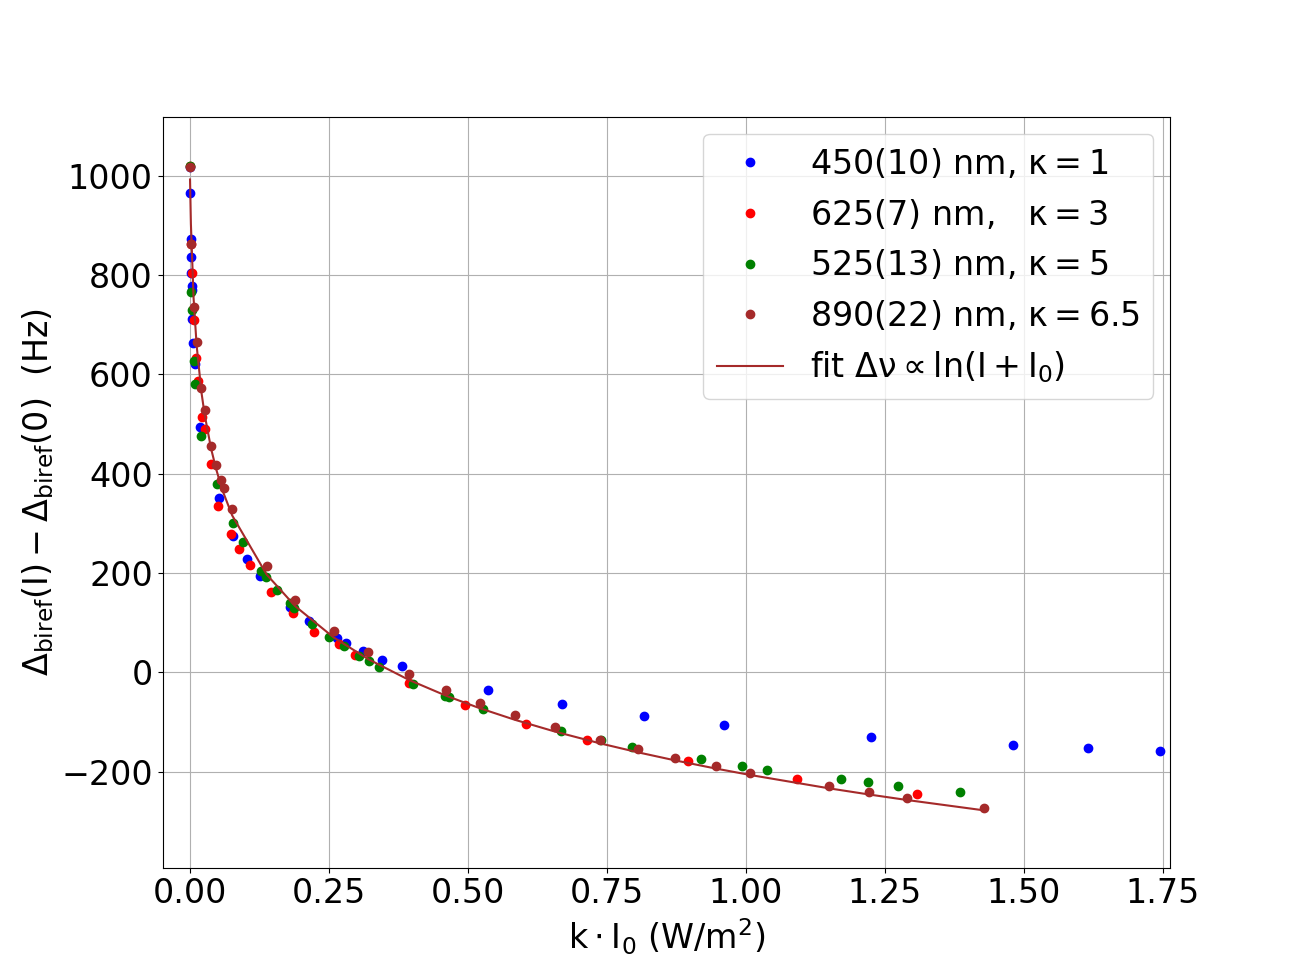 1000
800
600
400
200
0
−200
Δbiref(I) − Δbiref(0) (Hz)
450(10) nm, κ = 1
625(7) nm, κ = 3
525(13) nm, κ = 5
890(22) nm, κ = 6.5
fit Δν ∝ ln(I + I₀)
0.00 0.25 0.50 0.75 1.00 1.25 1.50 1.75
k · I₀ (W/m²)